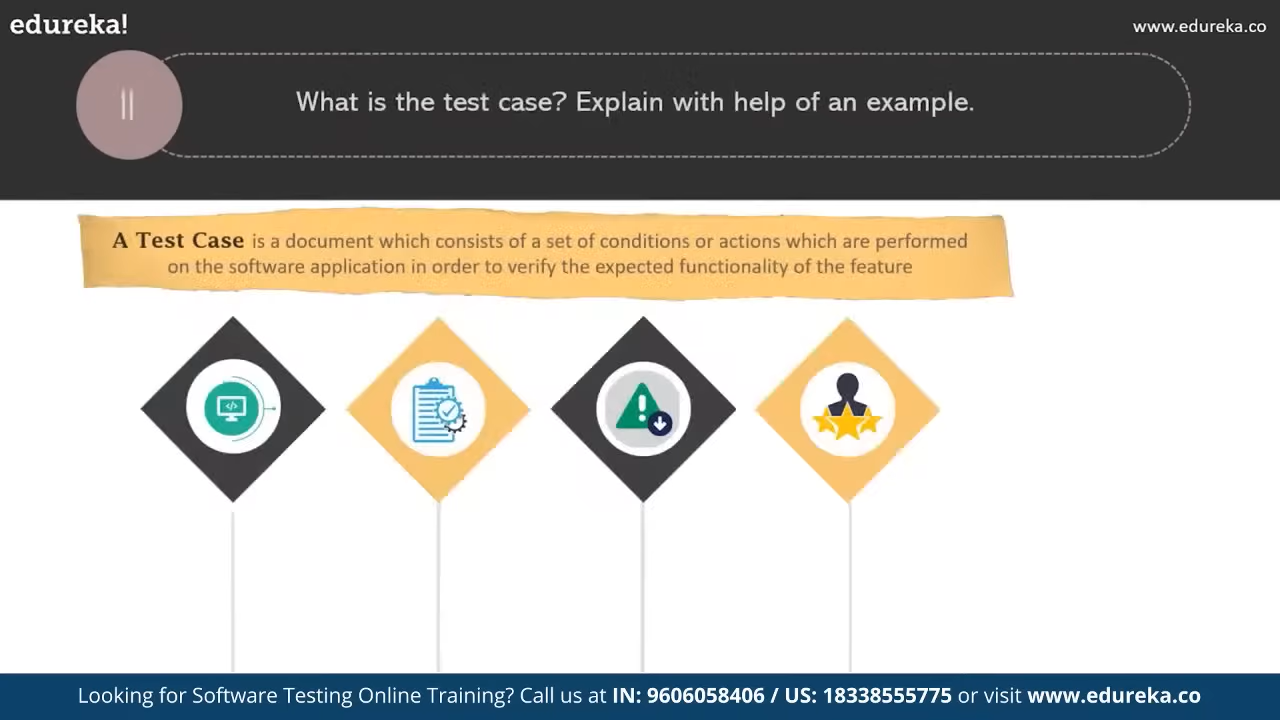 edureka!
www.edureka.co
11
What is the test case? Explain with help of an example.
A Test Case is a document which consists of a set of conditions or actions which are performed
on the software application in order to verify the expected functionality of the feature
</>
Looking for Software Testing Online Training? Call us at IN: 9606058406 / US: 18338555775 or visit www.edureka.co